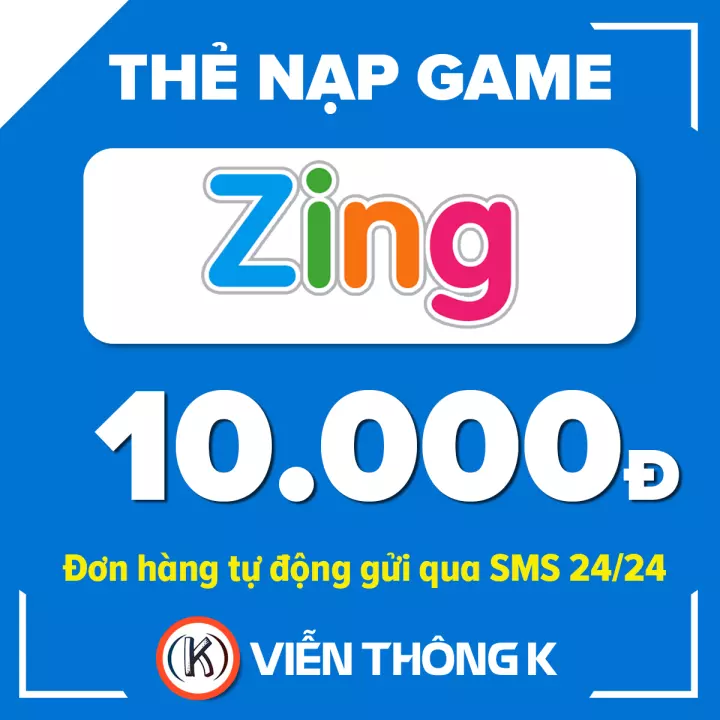 THẺ NẠP GAME
Zing
10.000Đ
Đơn hàng tự động gửi qua SMS 24/24
(K) VIỄN THÔNG K